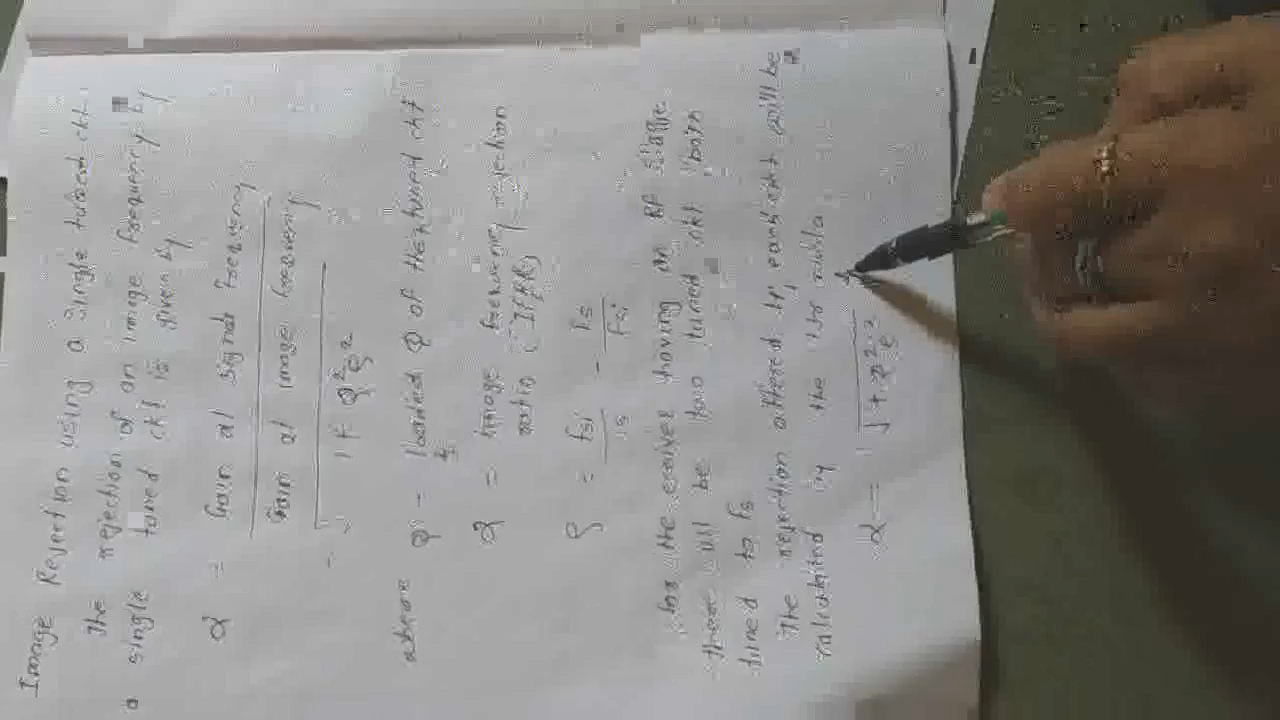 Image Rejection using a single tuned ckt.
The rejection of an image frequency by
a single tuned ckt is given by
α = Gain at signal frequency
Gain at image frequency
= √ 1+ Q²ρ²
where Q - loaded Q of the tuned ckt
α = image frequency rejection
ratio (IFRR)
ρ = fsi - fs
fs fsi
for the receiver having an RF stage
there will be two tuned ckt both
tuned to fs
The rejection offered by each ckt will be
calculated by the
α = √1+Q²ρ²